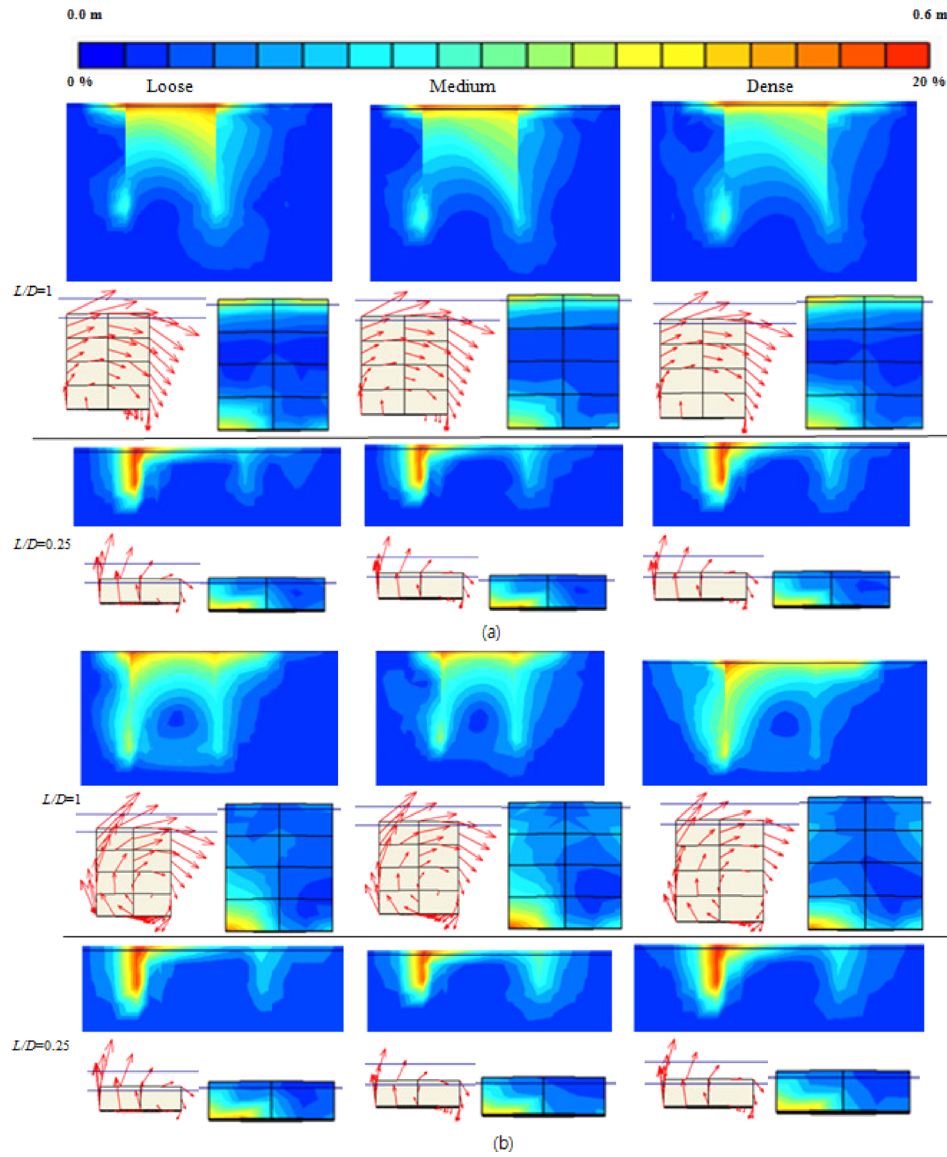 0.0 m 0.6 m
0 % 20 %
Loose Medium Dense
L/D=1
L/D=0.25
(a)
L/D=1
L/D=0.25
(b)